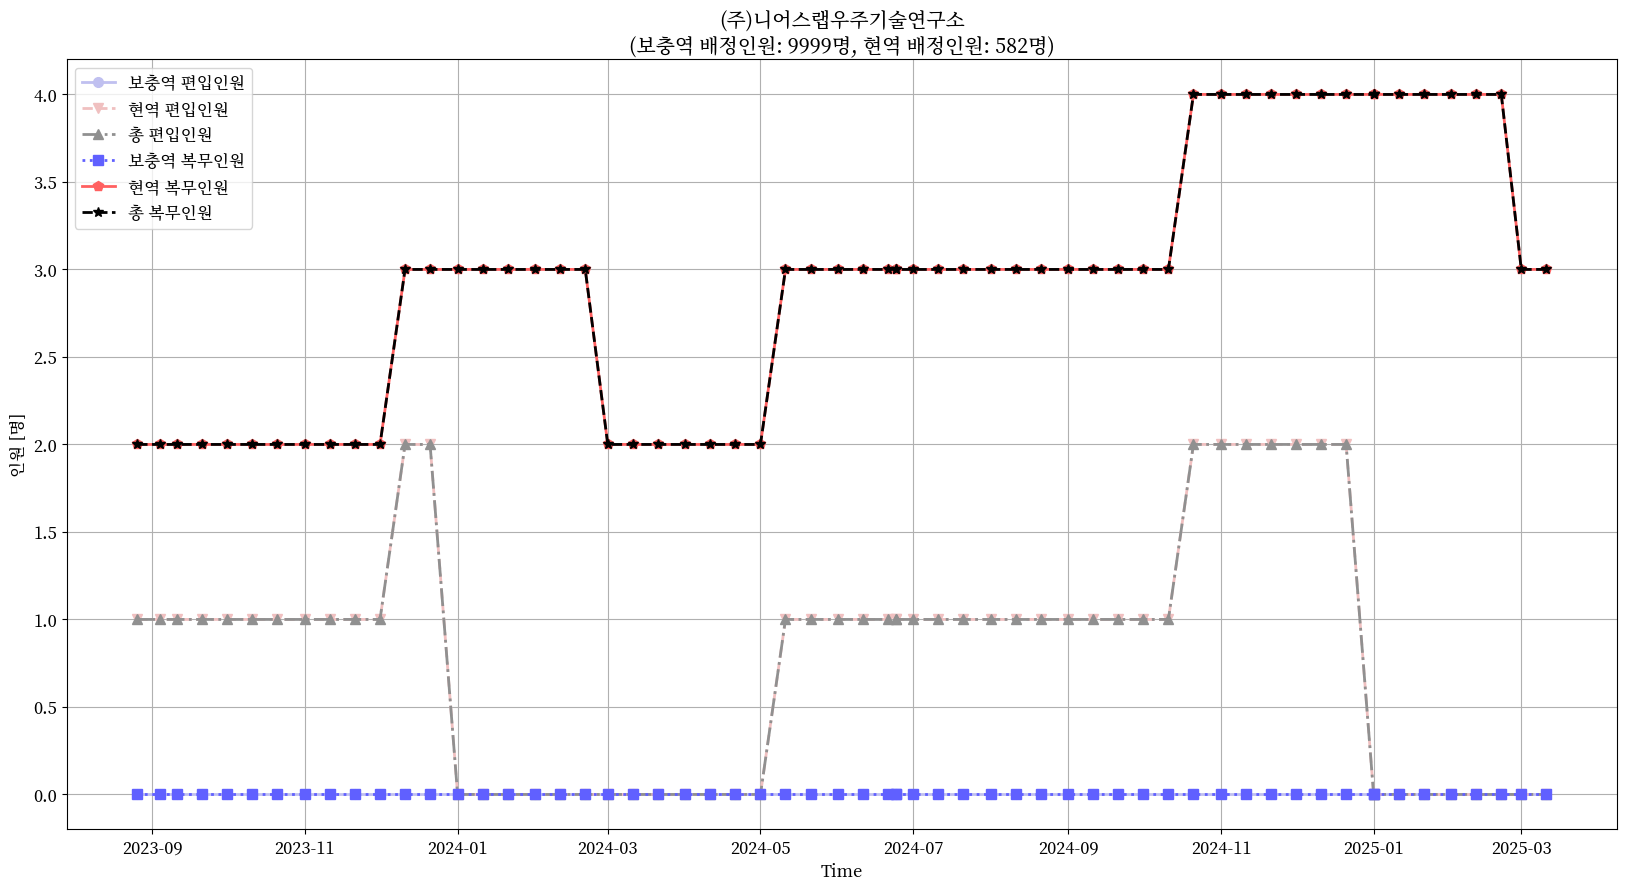 (주)니어스랩우주기술연구소
(보충역 배정인원: 9999명, 현역 배정인원: 582명)
보충역 편입인원
현역 편입인원
총 편입인원
보충역 복무인원
현역 복무인원
총 복무인원
4.0
3.5
3.0
2.5
2.0
1.5
1.0
0.5
0.0
인원 [명]
2023-09 2023-11 2024-01 2024-03 2024-05 2024-07 2024-09 2024-11 2025-01 2025-03
Time